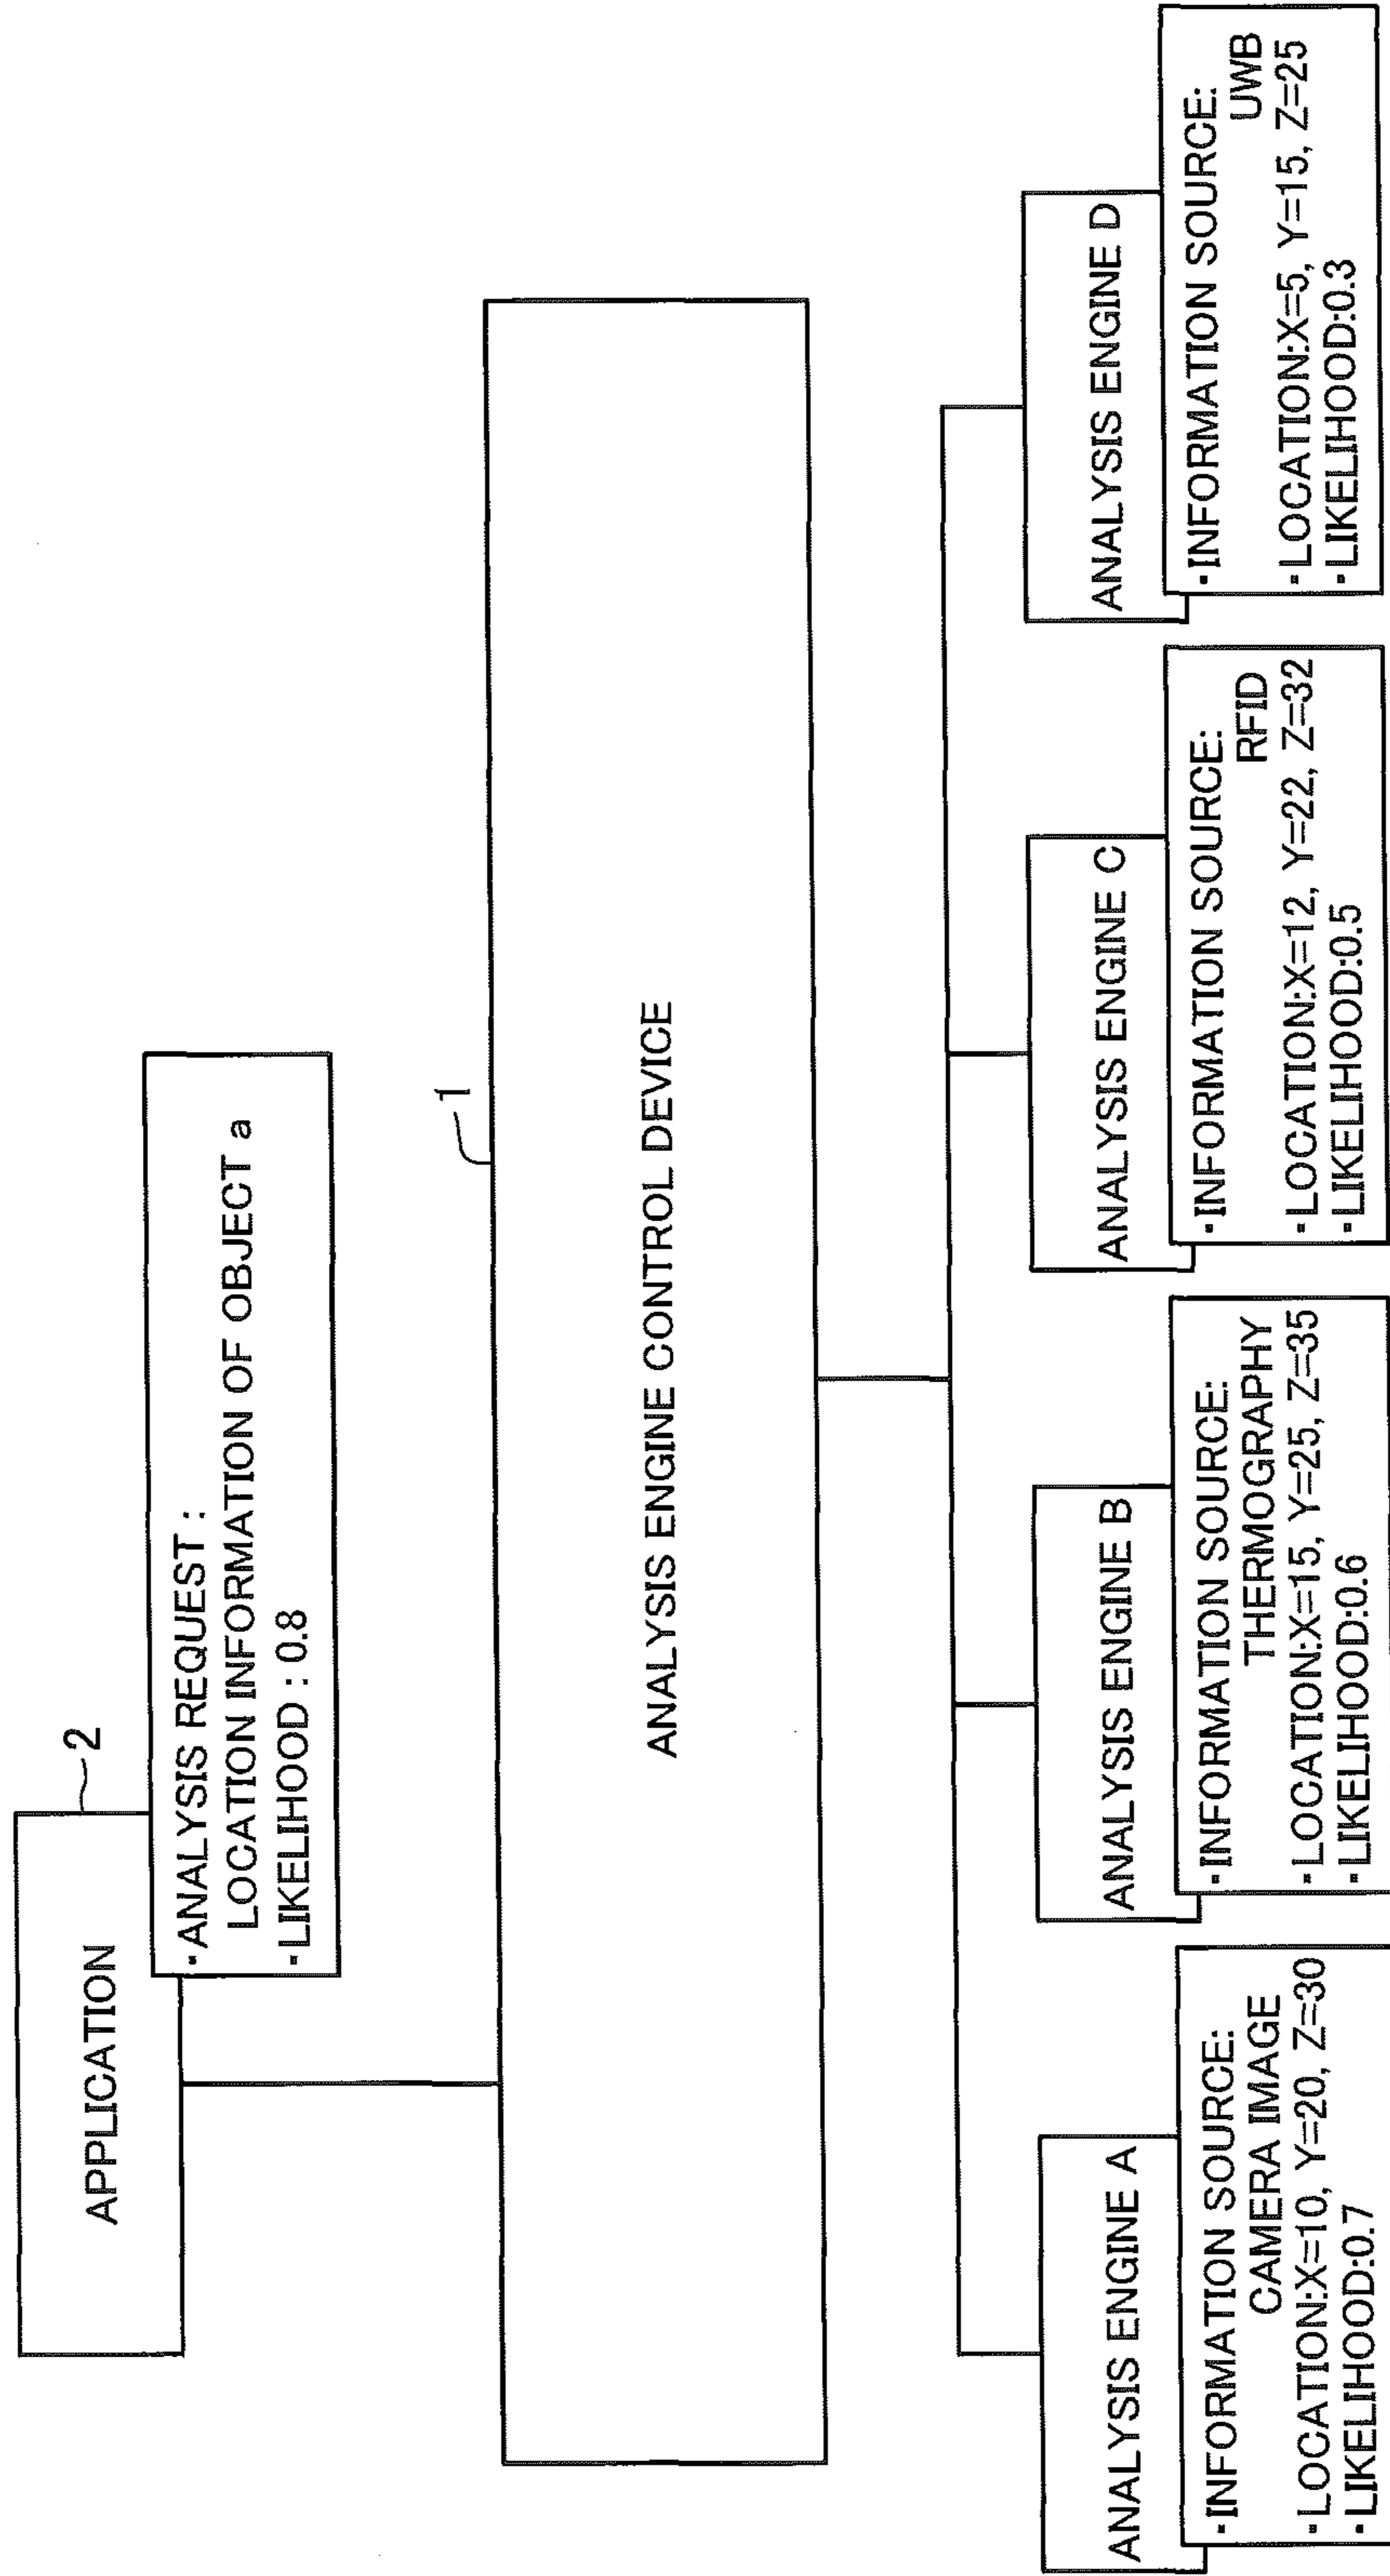 APPLICATION
2
▪ANALYSIS REQUEST :
LOCATION INFORMATION OF OBJECT a
▪LIKELIHOOD : 0.8
1
ANALYSIS ENGINE CONTROL DEVICE
ANALYSIS ENGINE A
▪INFORMATION SOURCE:
CAMERA IMAGE
▪LOCATION:X=10, Y=20, Z=30
▪LIKELIHOOD:0.7
ANALYSIS ENGINE B
▪INFORMATION SOURCE:
THERMOGRAPHY
▪LOCATION:X=15, Y=25, Z=35
▪LIKELIHOOD:0.6
ANALYSIS ENGINE C
▪INFORMATION SOURCE:
RFID
▪LOCATION:X=12, Y=22, Z=32
▪LIKELIHOOD:0.5
ANALYSIS ENGINE D
▪INFORMATION SOURCE:
UWB
▪LOCATION:X=5, Y=15, Z=25
▪LIKELIHOOD:0.3